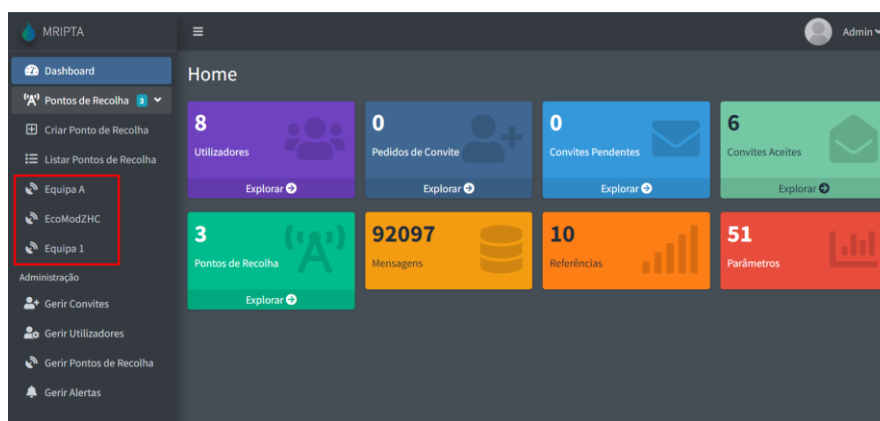 MRIPTA
Admin
Dashboard
Pontos de Recolha 3
Criar Ponto de Recolha
Listar Pontos de Recolha
Equipa A
EcoModZHC
Equipa 1
Administração
Gerir Convites
Gerir Utilizadores
Gerir Pontos de Recolha
Gerir Alertas
Home
8
Utilizadores
Explorar
0
Pedidos de Convite
Explorar
0
Convites Pendentes
Explorar
6
Convites Aceites
Explorar
3
Pontos de Recolha
Explorar
92097
Mensagens
10
Referências
51
Parâmetros